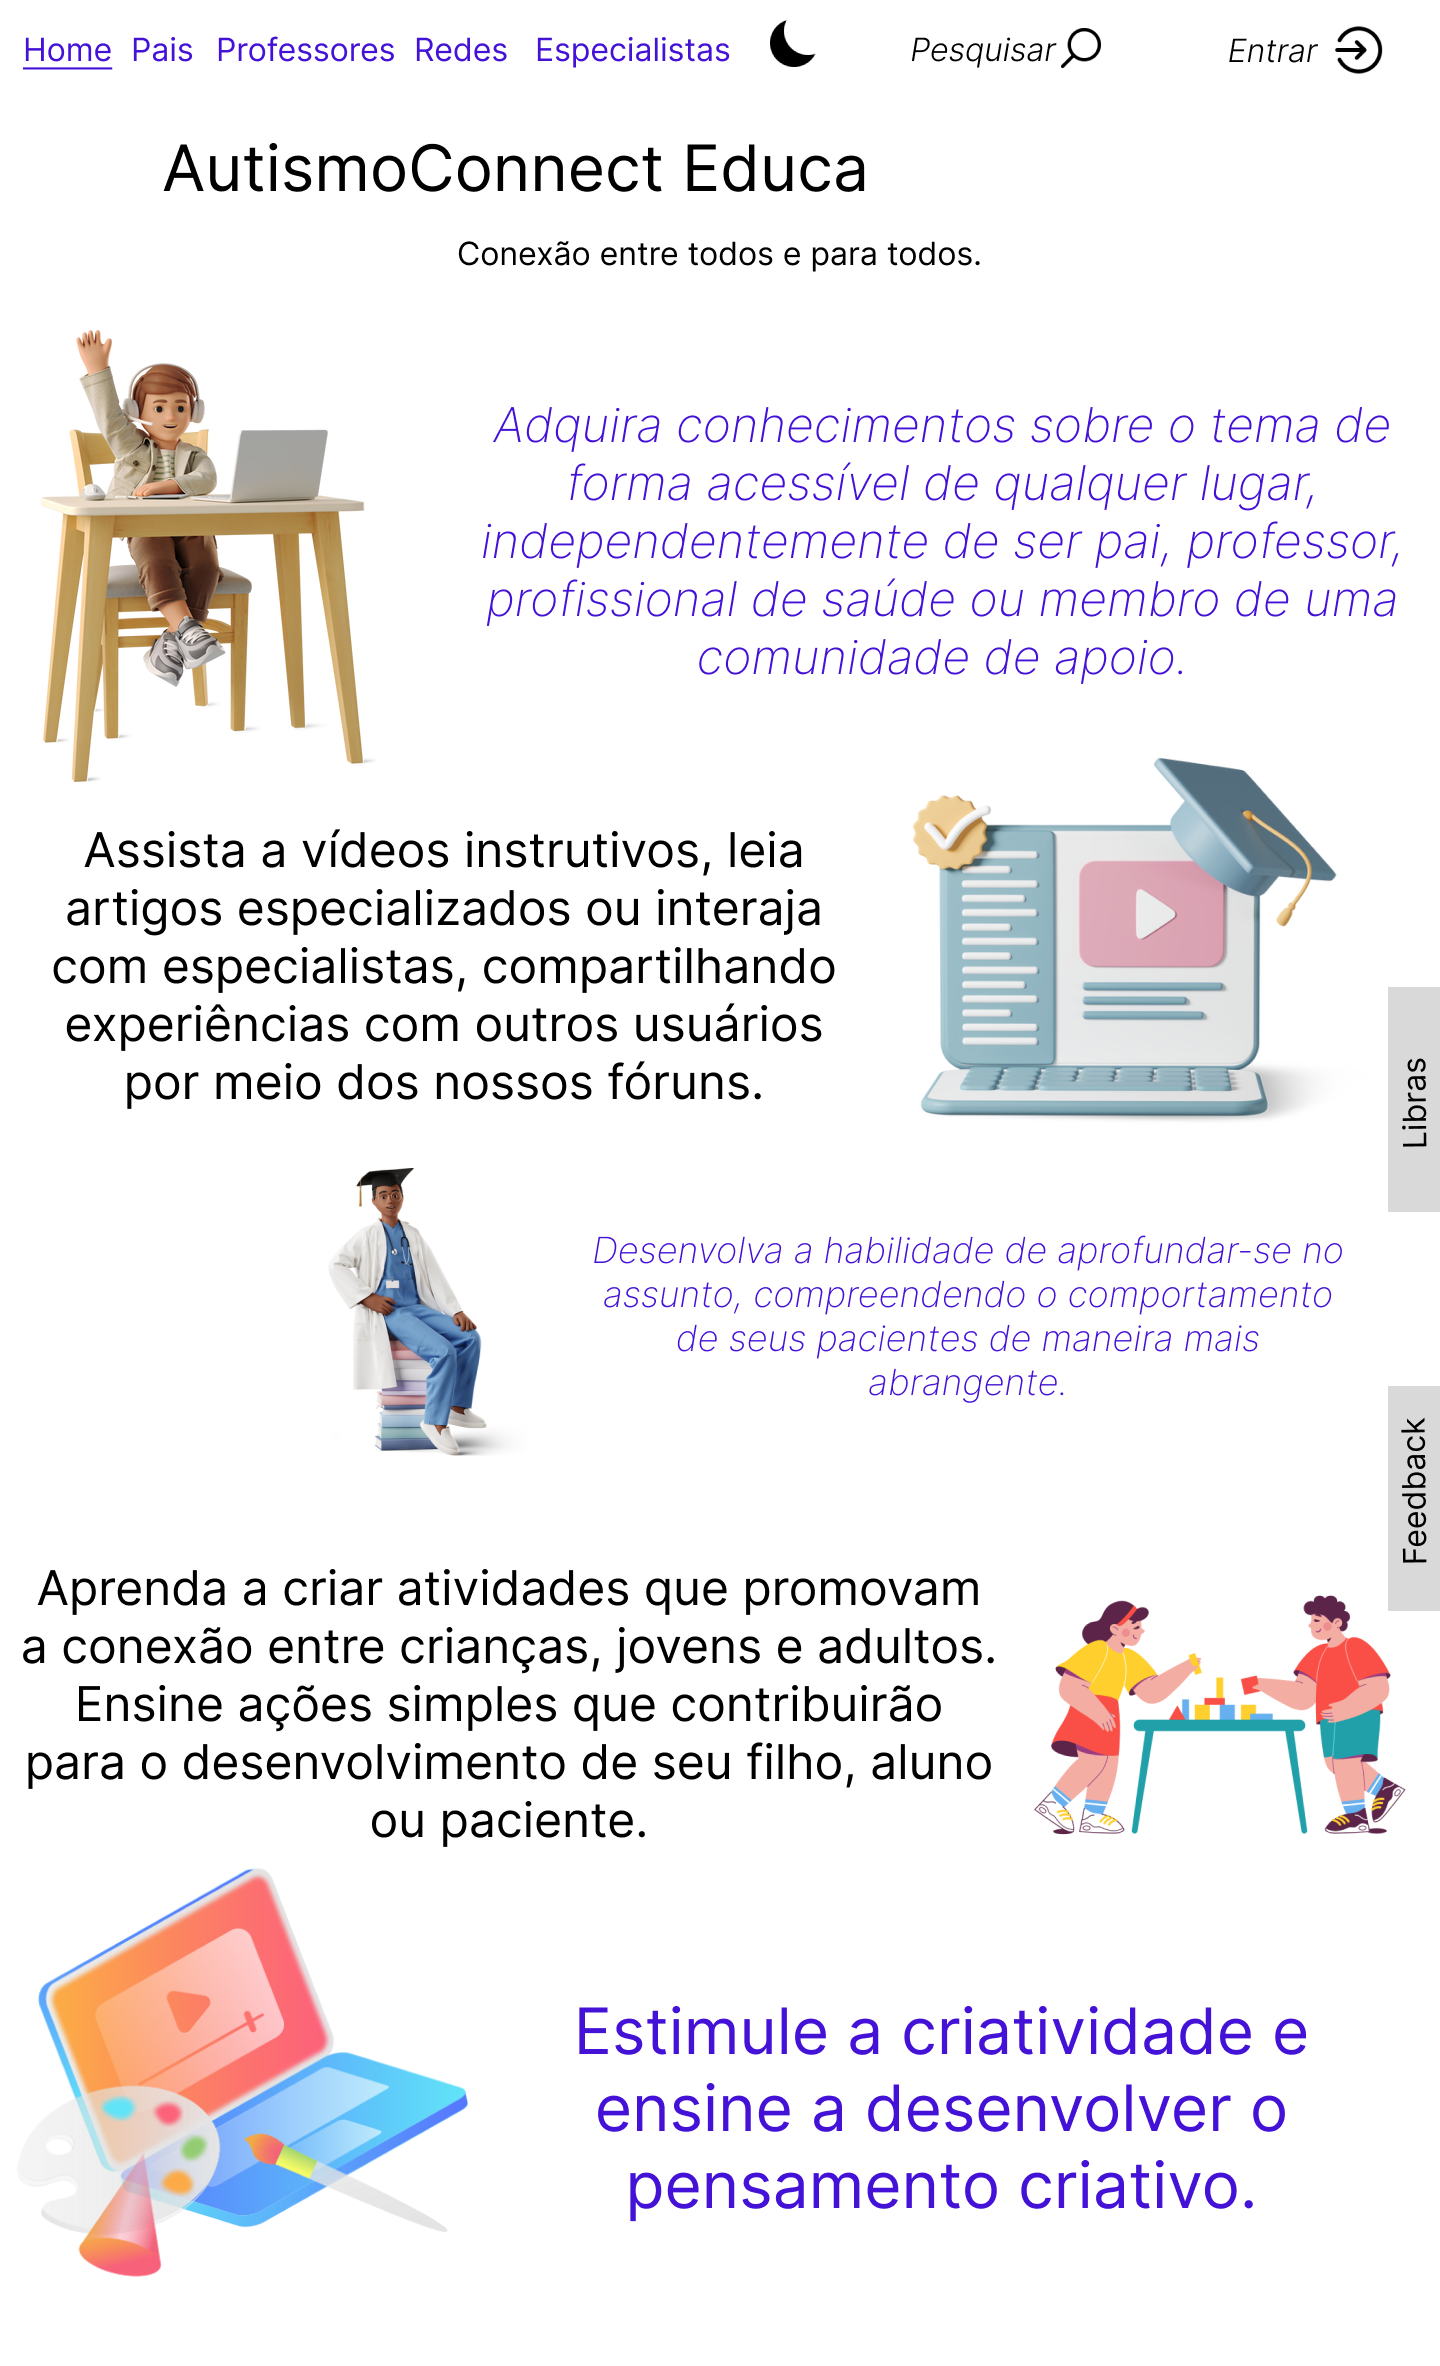 Home Pais Professores Redes Especialistas Pesquisar Entrar
AutismoConnect Educa
Conexão entre todos e para todos.
Adquira conhecimentos sobre o tema de
forma acessível de qualquer lugar,
independentemente de ser pai, professor,
profissional de saúde ou membro de uma
comunidade de apoio.
Assista a vídeos instrutivos, leia
artigos especializados ou interaja
com especialistas, compartilhando
experiências com outros usuários
por meio dos nossos fóruns.
Libras
Desenvolva a habilidade de aprofundar-se no
assunto, compreendendo o comportamento
de seus pacientes de maneira mais
abrangente.
Feedback
Aprenda a criar atividades que promovam
a conexão entre crianças, jovens e adultos.
Ensine ações simples que contribuirão
para o desenvolvimento de seu filho, aluno
ou paciente.
Estimule a criatividade e
ensine a desenvolver o
pensamento criativo.